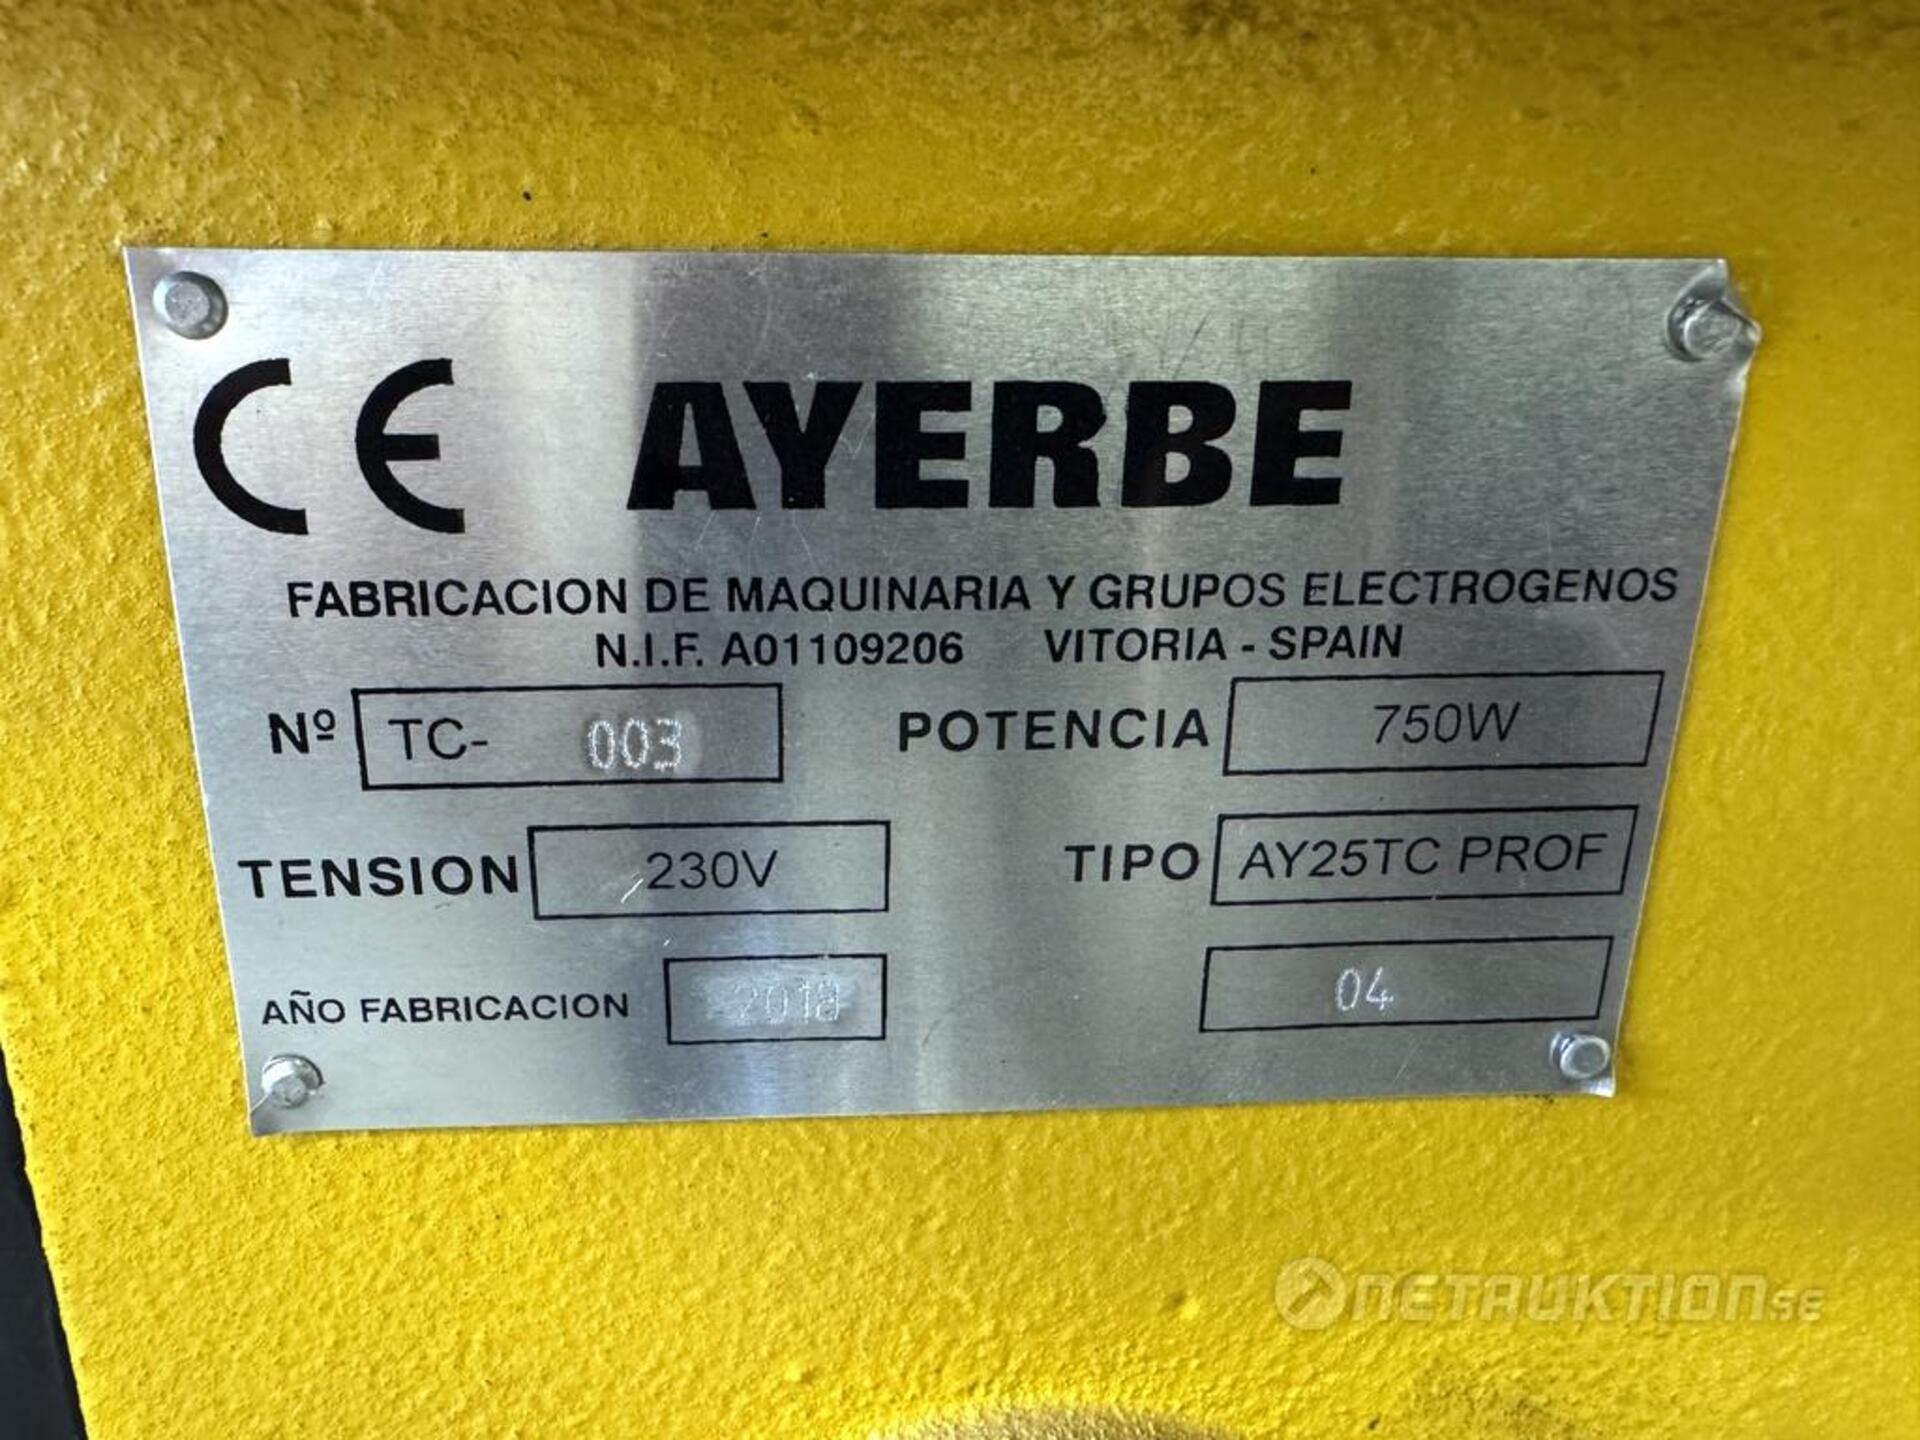 CE AYERBE
FABRICACION DE MAQUINARIA Y GRUPOS ELECTROGENOS
N.I.F. A01109206 VITORIA - SPAIN
Nº TC- 003 POTENCIA 750W
TENSION 230V TIPO AY25TC PROF
AÑO FABRICACION 2018 04
ONETRUKTION.SE